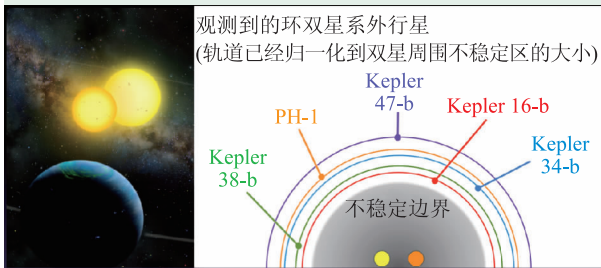 观测到的环双星系外行星
(轨道已经归一化到双星周围不稳定区的大小)
Kepler
47-b
PH-1
Kepler 16-b
Kepler
38-b
Kepler
34-b
不稳定边界